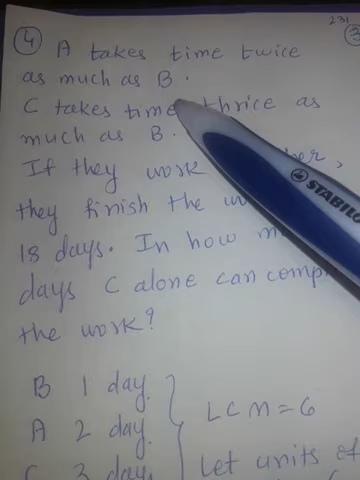 231
4 A takes time twice
as much as B.
C takes time thrice as
much as B.
If they work
they finish the
18 days. In how
days C alone can
the work?
STABILO
B 1 day
A 2 day
LCM = 6
C 3 day
Let units of